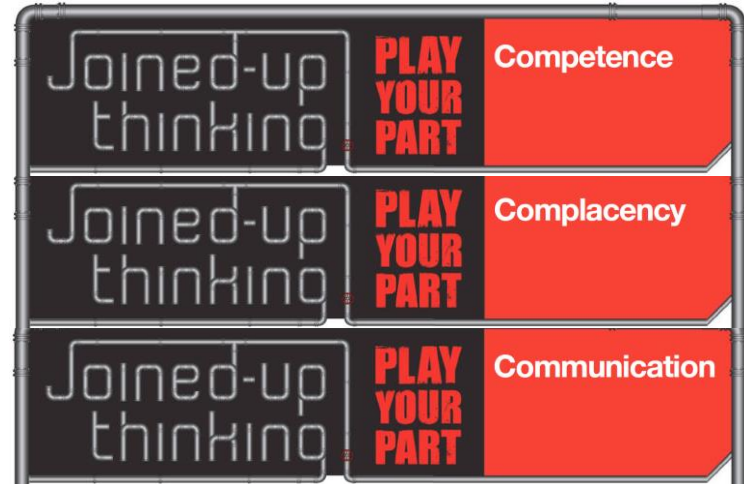 Joined-up
thinking
PLAY
YOUR
PART
Competence
Joined-up
thinking
PLAY
YOUR
PART
Complacency
Joined-up
thinking
PLAY
YOUR
PART
Communication